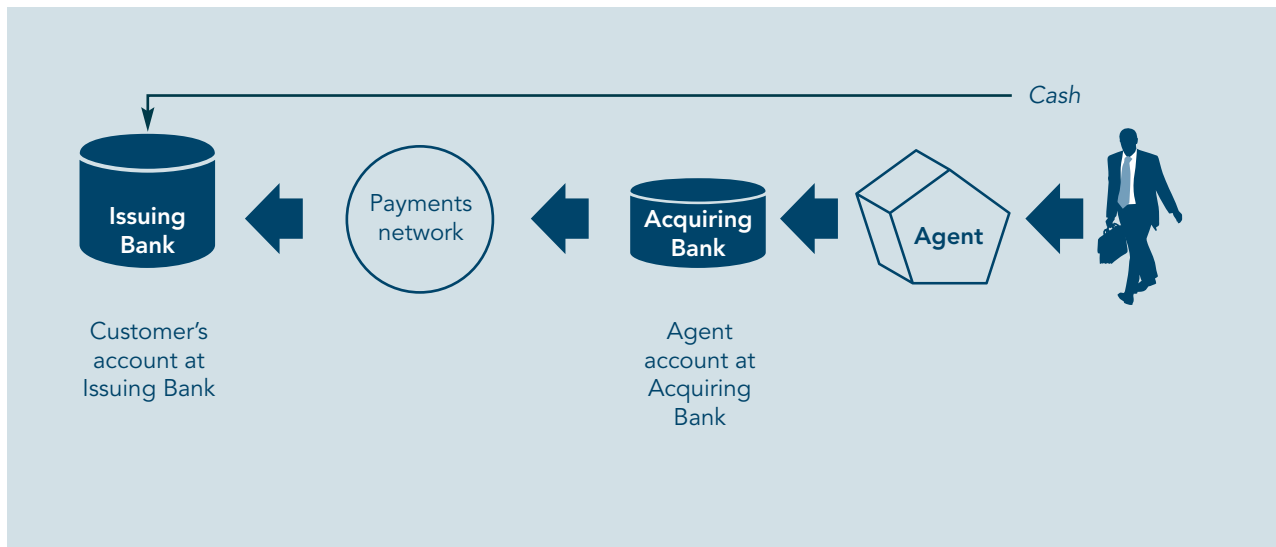 Cash
Issuing
Bank
Payments
network
Acquiring
Bank
Agent
Customer’s
account at
Issuing Bank
Agent
account at
Acquiring
Bank